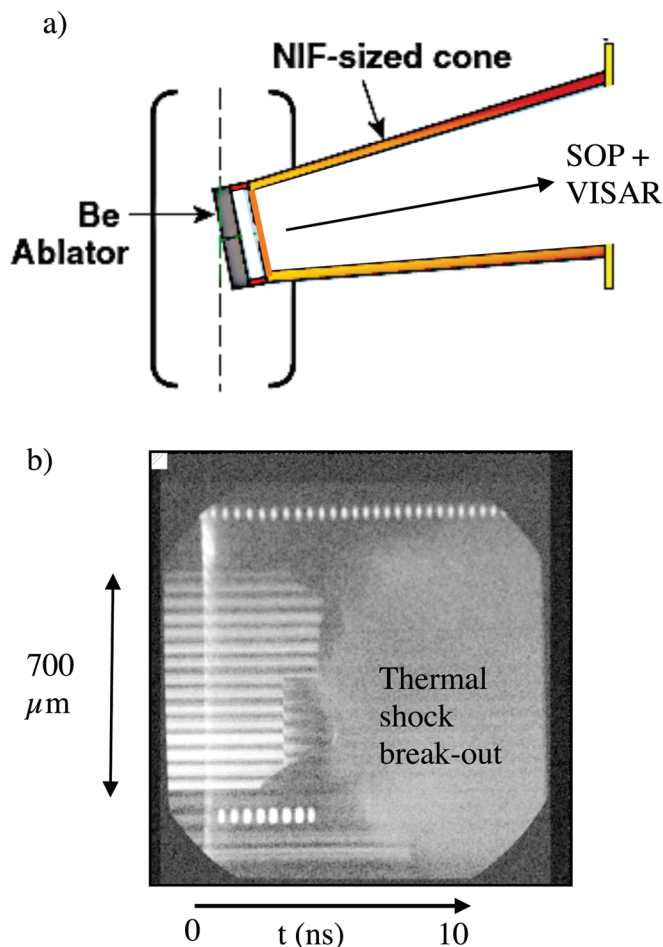 a)
NIF-sized cone
SOP +
VISAR
Be
Ablator
b)
700
μm
Thermal
shock
break-out
0
t (ns)
10